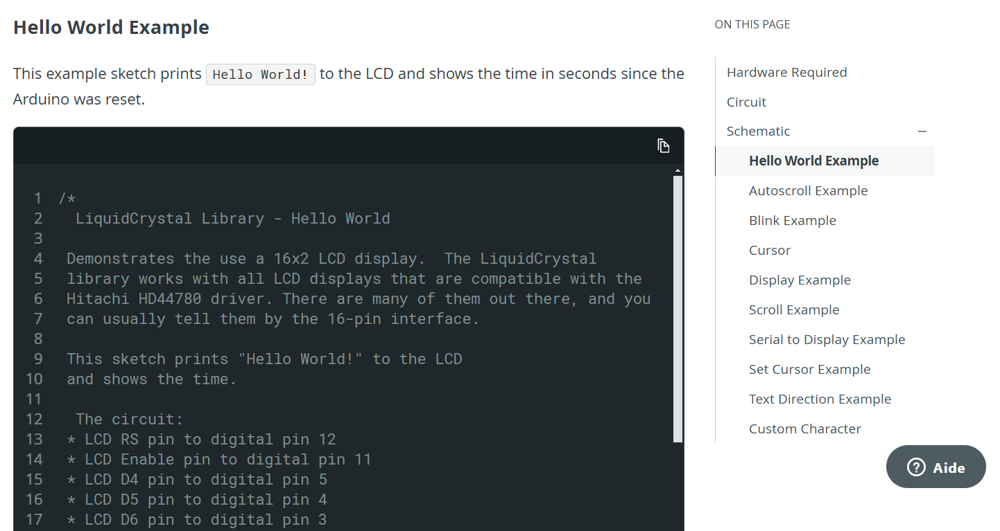 Hello World Example
This example sketch prints Hello World! to the LCD and shows the time in seconds since the
Arduino was reset.
1 /*
2 LiquidCrystal Library - Hello World
3
4 Demonstrates the use a 16x2 LCD display.  The LiquidCrystal
5 library works with all LCD displays that are compatible with the
6 Hitachi HD44780 driver. There are many of them out there, and you
7 can usually tell them by the 16-pin interface.
8
9 This sketch prints "Hello World!" to the LCD
10 and shows the time.
11
12 The circuit:
13 * LCD RS pin to digital pin 12
14 * LCD Enable pin to digital pin 11
15 * LCD D4 pin to digital pin 5
16 * LCD D5 pin to digital pin 4
17 * LCD D6 pin to digital pin 3
ON THIS PAGE
Hardware Required
Circuit
Schematic
Hello World Example
Autoscroll Example
Blink Example
Cursor
Display Example
Scroll Example
Serial to Display Example
Set Cursor Example
Text Direction Example
Custom Character
Aide